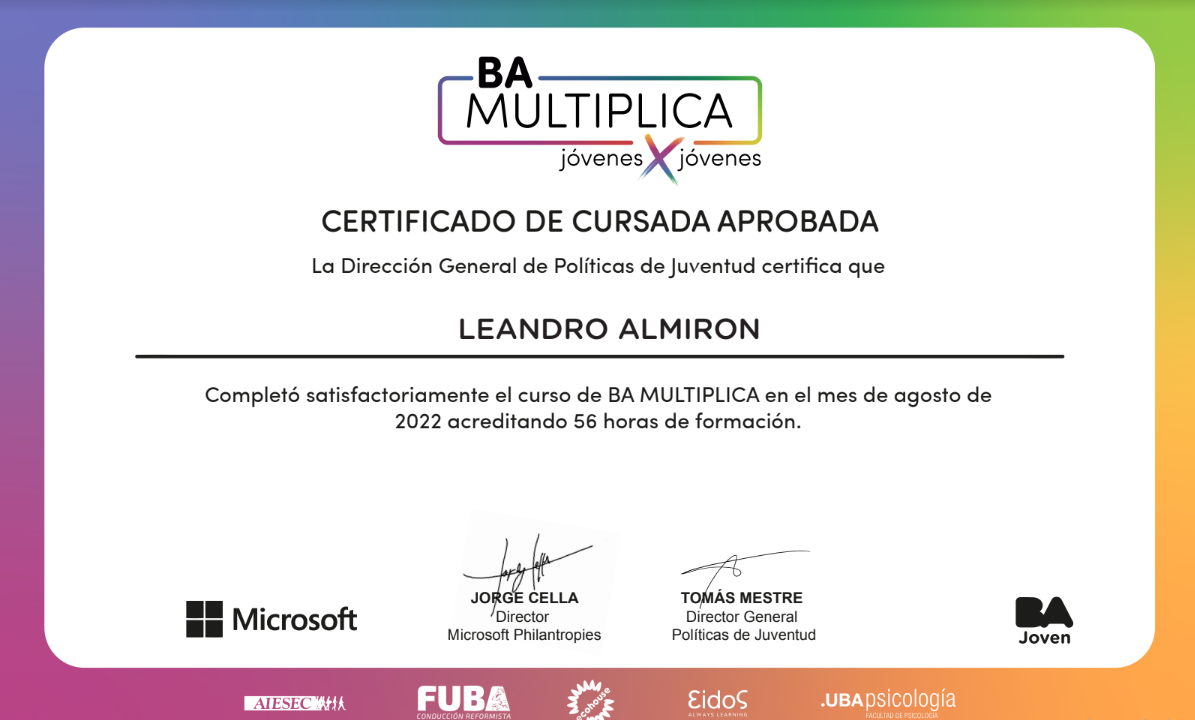 BA
MULTIPLICA
jóvenes X jóvenes
CERTIFICADO DE CURSADA APROBADA
La Dirección General de Políticas de Juventud certifica que
LEANDRO ALMIRON
Completó satisfactoriamente el curso de BA MULTIPLICA en el mes de agosto de
2022 acreditando 56 horas de formación.
Jorge Cella
JORGE CELLA
Director
Microsoft Philantropies
TOMÁS MESTRE
Director General
Políticas de Juventud
Microsoft
BA
Joven
AIESEC
FUBA
CONDUCCIÓN REFORMISTA
ecohouse
Eidos
ALWAYS LEARNING
.UBApsicología
FACULTAD DE PSICOLOGÍA